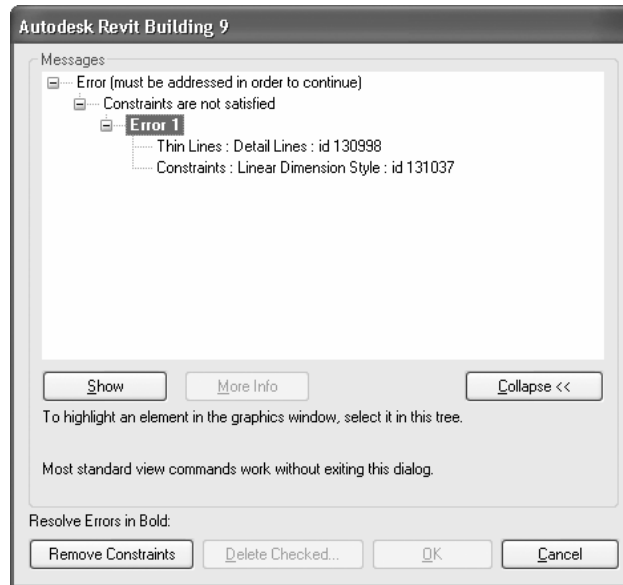 Autodesk Revit Building 9
Messages
Error (must be addressed in order to continue)
Constraints are not satisfied
Error 1
Thin Lines : Detail Lines : id 130998
Constraints : Linear Dimension Style : id 131037
Show More Info Collapse <<
To highlight an element in the graphics window, select it in this tree.
Most standard view commands work without exiting this dialog.
Resolve Errors in Bold:
Remove Constraints Delete Checked... OK Cancel